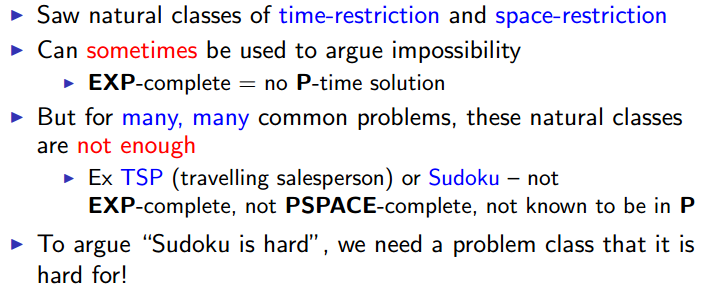 ▶ Saw natural classes of time-restriction and space-restriction
▶ Can sometimes be used to argue impossibility
▶ EXP-complete = no P-time solution
▶ But for many, many common problems, these natural classes
are not enough
▶ Ex TSP (travelling salesperson) or Sudoku – not
EXP-complete, not PSPACE-complete, not known to be in P
▶ To argue “Sudoku is hard”, we need a problem class that it is
hard for!